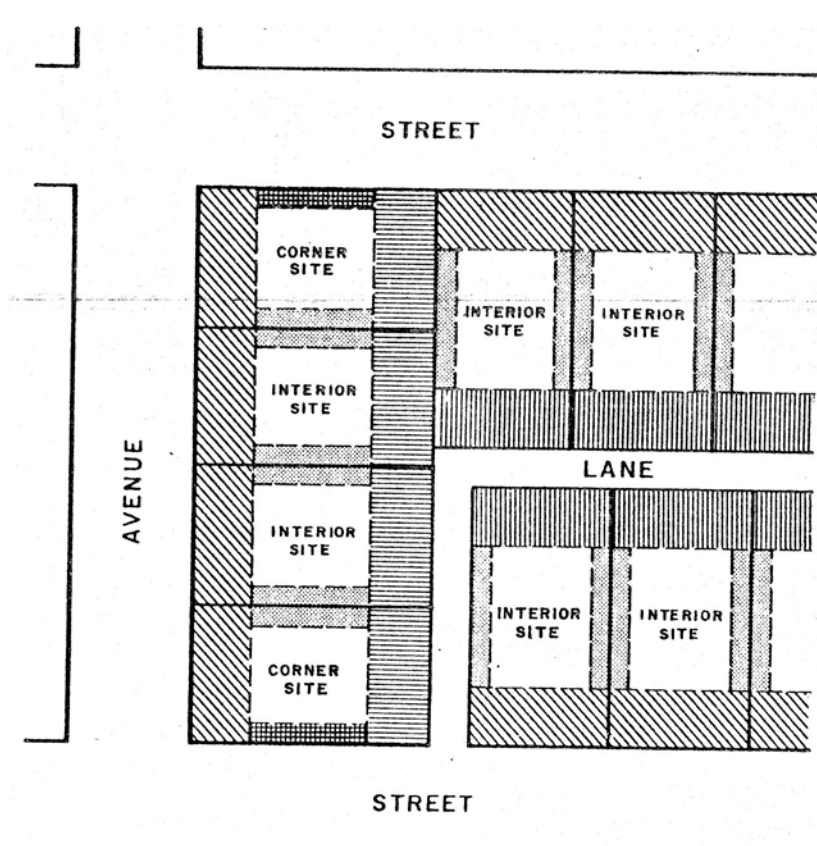 STREET
CORNER
SITE
INTERIOR
SITE
INTERIOR
SITE
INTERIOR
SITE
AVENUE
LANE
INTERIOR
SITE
INTERIOR
SITE
INTERIOR
SITE
CORNER
SITE
STREET